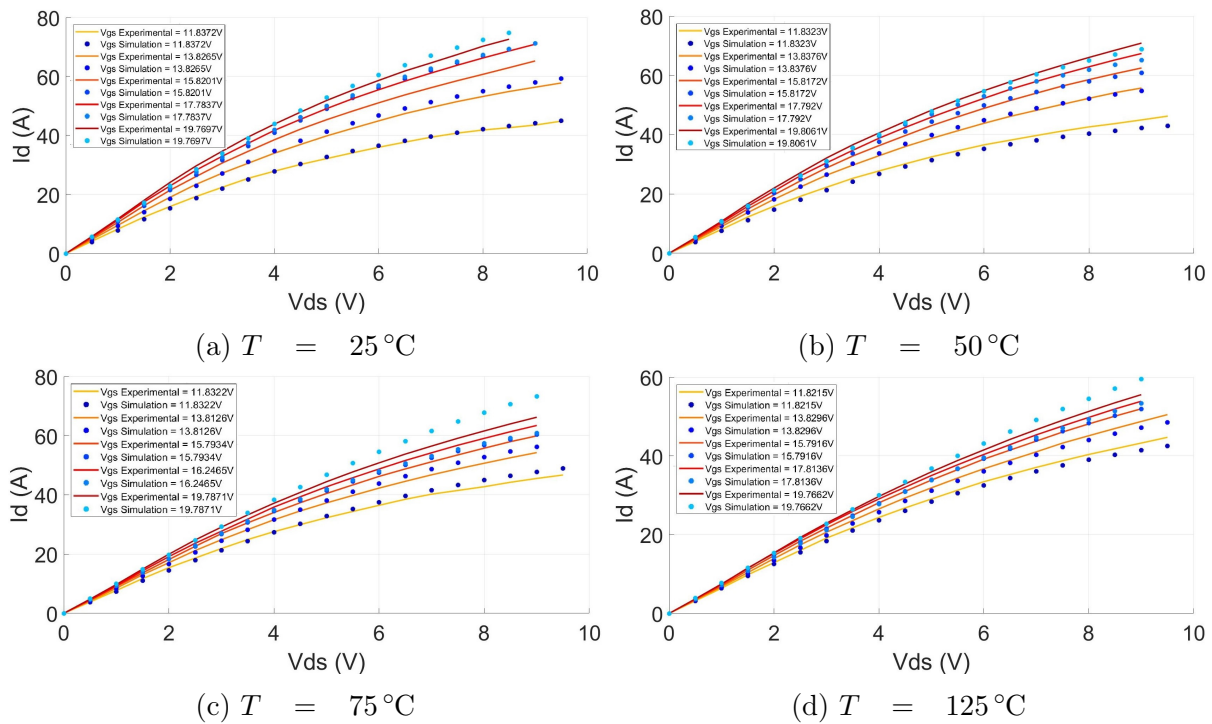 80
60
40
20
0
Id (A)
Vgs Experimental = 11.8372V
Vgs Simulation = 11.8372V
Vgs Experimental = 13.8265V
Vgs Simulation = 13.8265V
Vgs Experimental = 15.8201V
Vgs Simulation = 15.8201V
Vgs Experimental = 17.7837V
Vgs Simulation = 17.7837V
Vgs Experimental = 19.7697V
Vgs Simulation = 19.7697V
0 2 4 6 8 10
Vds (V)
(a) T = 25 °C
80
60
40
20
0
Id (A)
Vgs Experimental = 11.8323V
Vgs Simulation = 11.8323V
Vgs Experimental = 13.8376V
Vgs Simulation = 13.8376V
Vgs Experimental = 15.8172V
Vgs Simulation = 15.8172V
Vgs Experimental = 17.792V
Vgs Simulation = 17.792V
Vgs Experimental = 19.8061V
Vgs Simulation = 19.8061V
0 2 4 6 8 10
Vds (V)
(b) T = 50 °C
80
60
40
20
0
Id (A)
Vgs Experimental = 11.8322V
Vgs Simulation = 11.8322V
Vgs Experimental = 13.8126V
Vgs Simulation = 13.8126V
Vgs Experimental = 15.7934V
Vgs Simulation = 15.7934V
Vgs Experimental = 16.2465V
Vgs Simulation = 16.2465V
Vgs Experimental = 19.7871V
Vgs Simulation = 19.7871V
0 2 4 6 8 10
Vds (V)
(c) T = 75 °C
60
40
20
0
Id (A)
Vgs Experimental = 11.8215V
Vgs Simulation = 11.8215V
Vgs Experimental = 13.8296V
Vgs Simulation = 13.8296V
Vgs Experimental = 15.7916V
Vgs Simulation = 15.7916V
Vgs Experimental = 17.8136V
Vgs Simulation = 17.8136V
Vgs Experimental = 19.7662V
Vgs Simulation = 19.7662V
0 2 4 6 8 10
Vds (V)
(d) T = 125 °C